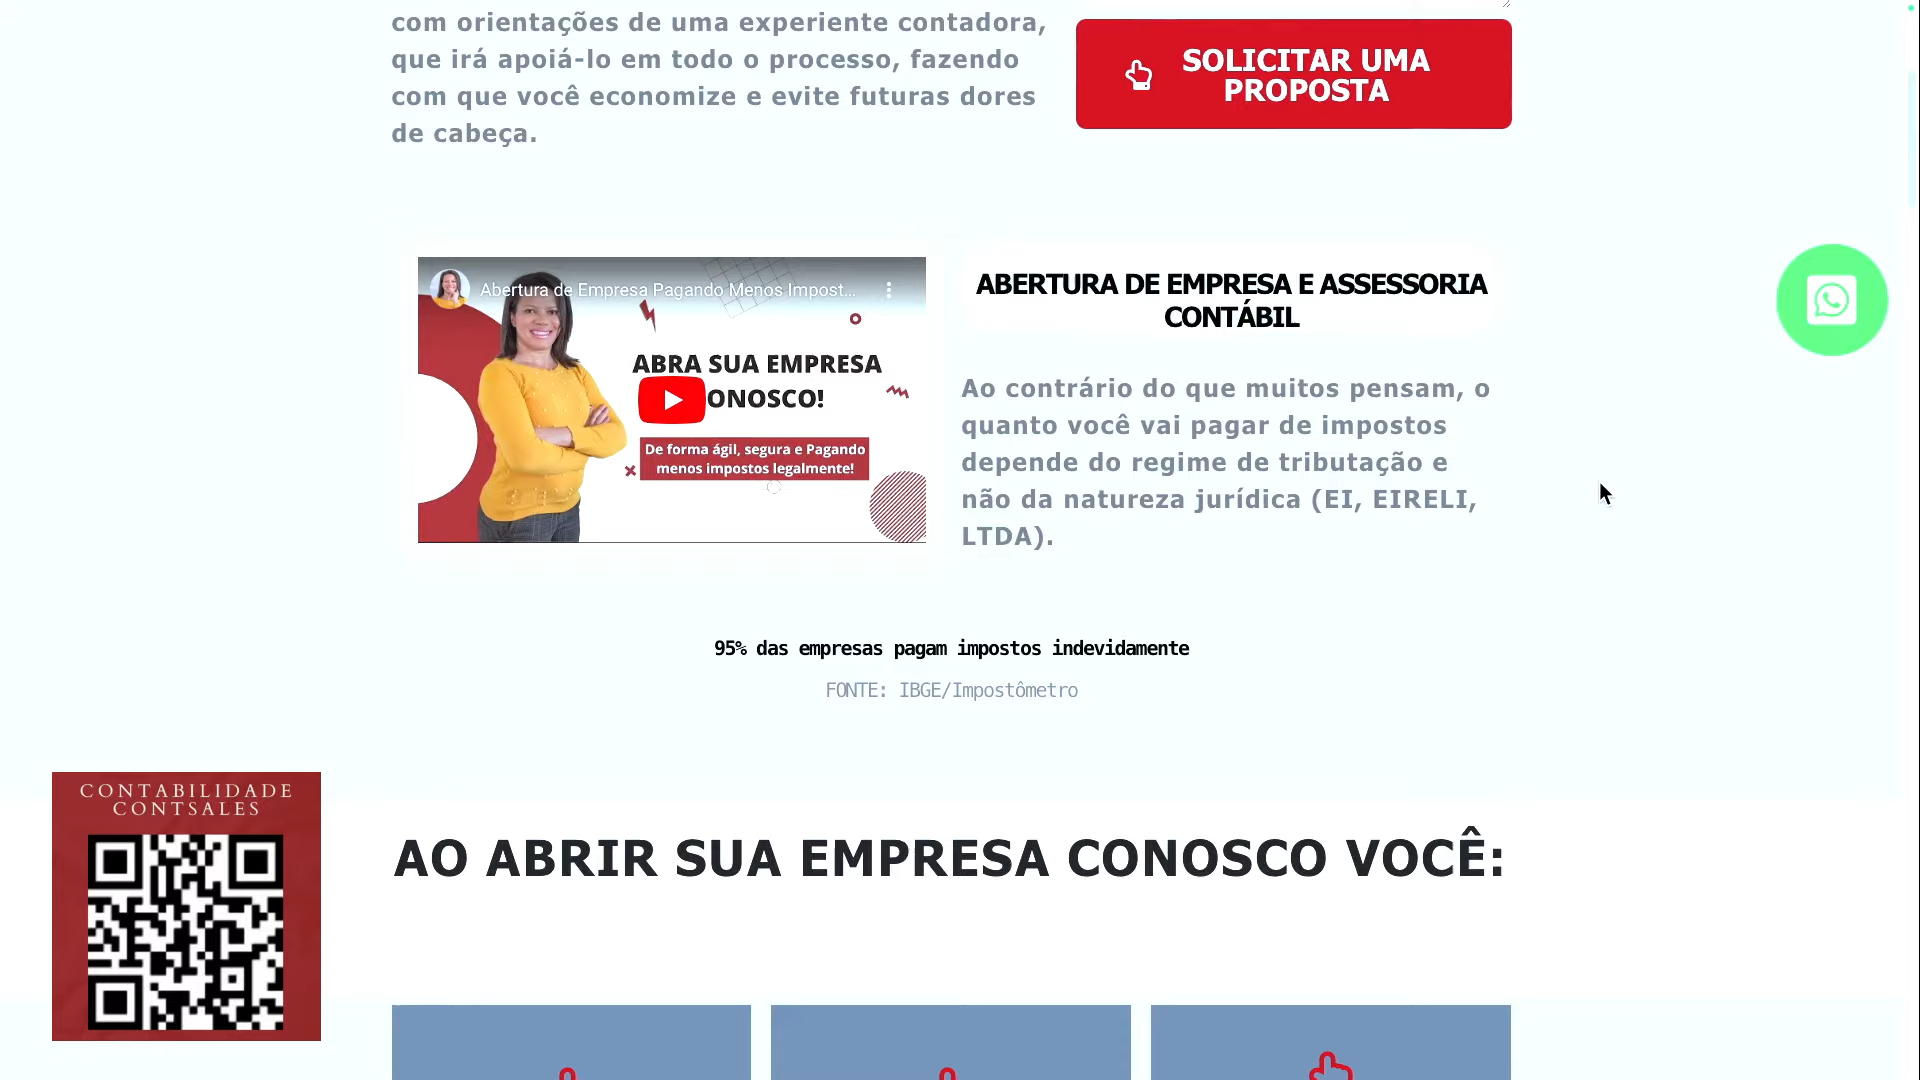 com orientações de uma experiente contadora,
que irá apoiá-lo em todo o processo, fazendo
com que você economize e evite futuras dores
de cabeça.
SOLICITAR UMA
PROPOSTA
Abertura de Empresa Pagando Menos Impost...
ABRA SUA EMPRESA
ONOSCO!
De forma ágil, segura e Pagando
menos impostos legalmente!
ABERTURA DE EMPRESA E ASSESSORIA
CONTÁBIL
Ao contrário do que muitos pensam, o
quanto você vai pagar de impostos
depende do regime de tributação e
não da natureza jurídica (EI, EIRELI,
LTDA).
95% das empresas pagam impostos indevidamente
FONTE: IBGE/Impostômetro
CONTABILIDADE
CONTSALES
AO ABRIR SUA EMPRESA CONOSCO VOCÊ: